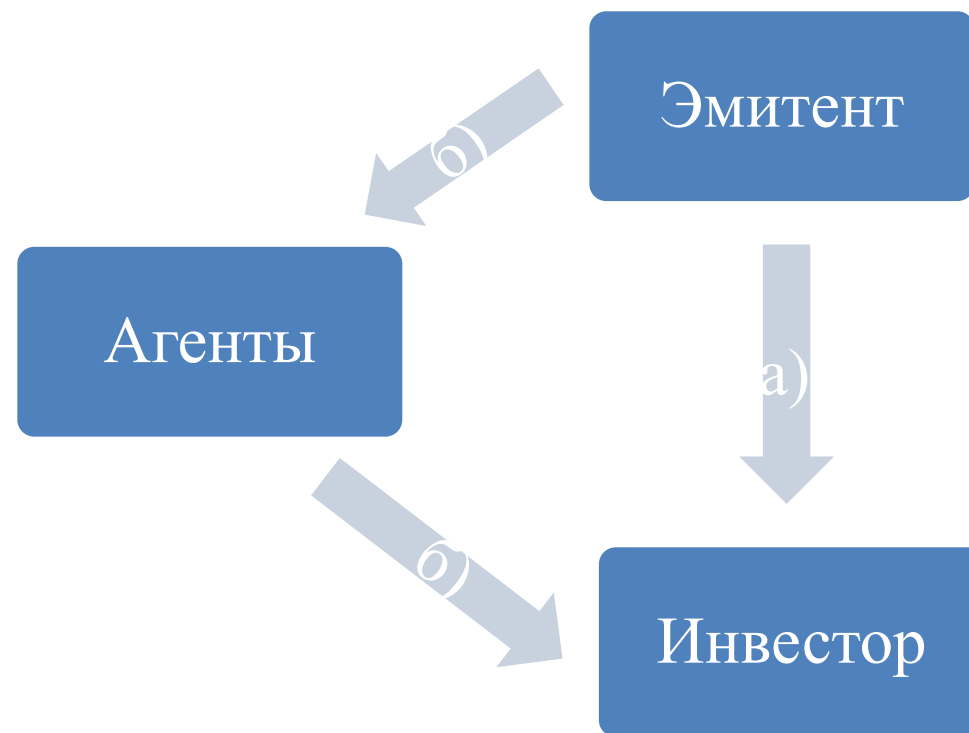 Эмитент
б)
Агенты
а)
б)
Инвестор